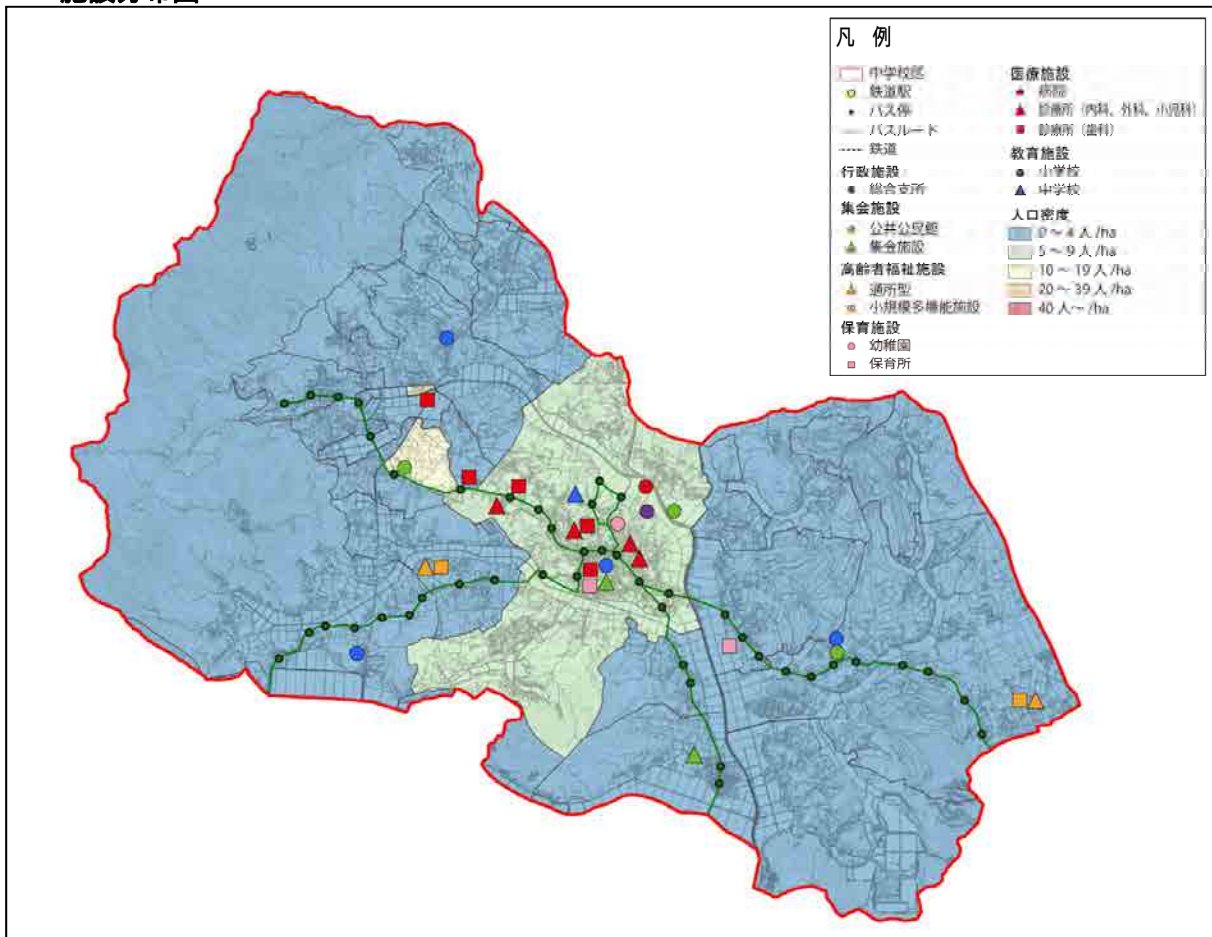 施設分布図
凡 例
中学校区
鉄道駅
バス停
バスルート
鉄道
行政施設
総合支所
集会施設
公共公民館
集会施設
高齢者福祉施設
通所型
小規模多機能施設
保育施設
幼稚園
保育所
医療施設
病院
診療所（内科、外科、小児科）
診療所（歯科）
教育施設
小学校
中学校
人口密度
0～4人/ha
5～9人/ha
10～19人/ha
20～39人/ha
40人～/ha